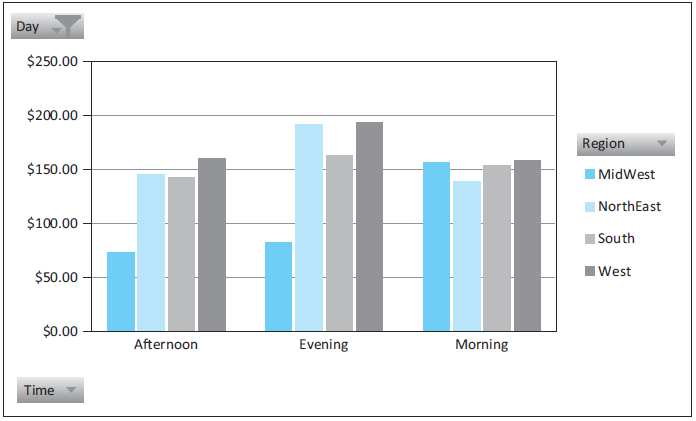 Day
$250.00
$200.00
$150.00
$100.00
$50.00
$0.00
Afternoon
Evening
Morning
Region
MidWest
NorthEast
South
West
Time